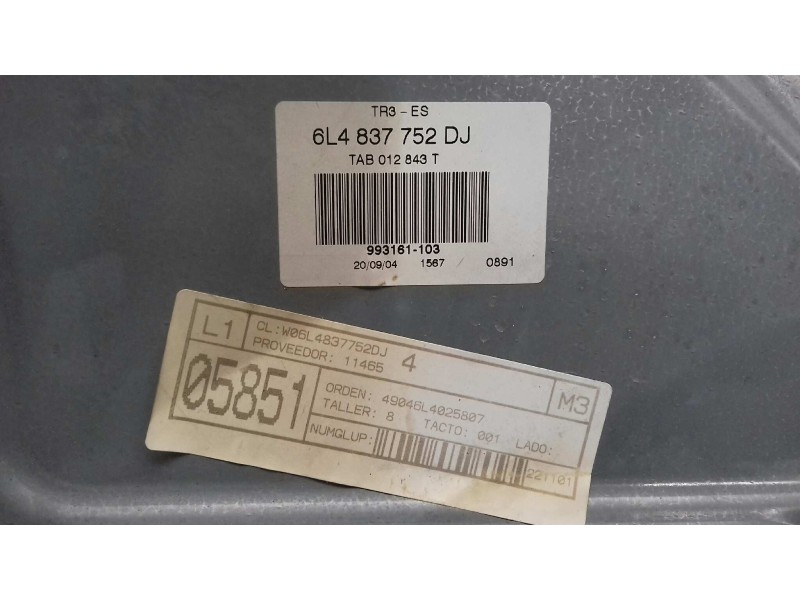 TR3 - ES
6L4 837 752 DJ
TAB 012 843 T
993161-103
20/09/04 1567 0891
L1
CL:W06L4837752DJ 4
PROVEEDOR: 11465
05851
ORDEN: 49046L4025807
M3
TALLER: 8 TACTO: 001 LADO:
NUMGLUP:
221101